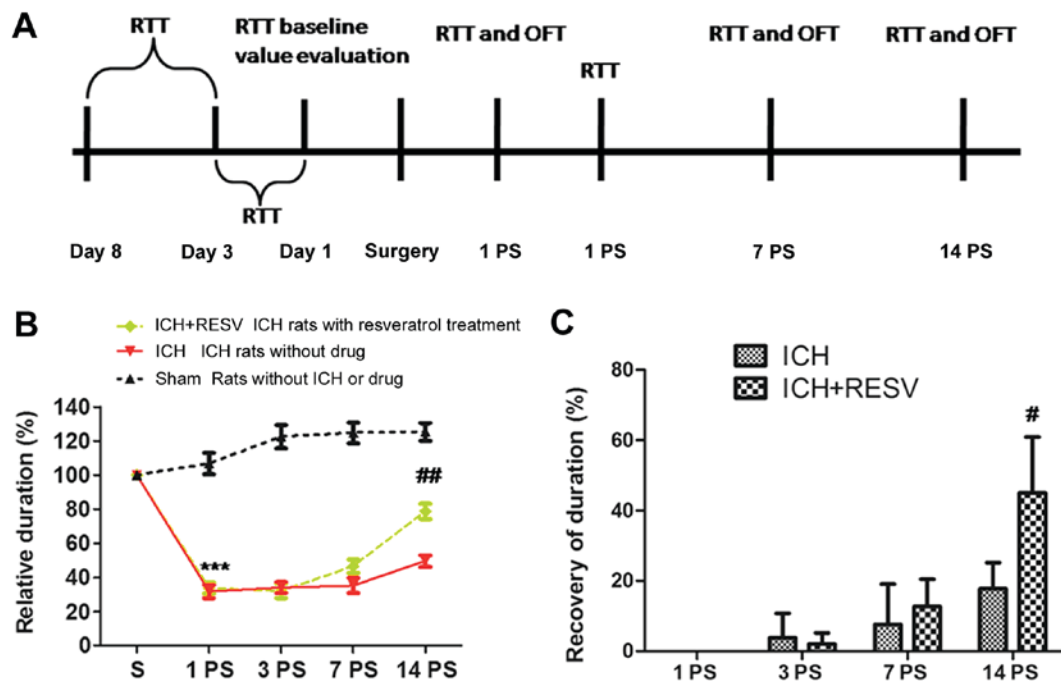 A
RTT
RTT baseline
value evaluation
RTT and OFT
RTT
RTT and OFT
RTT and OFT
RTT
Day 8
Day 3
Day 1
Surgery
1 PS
1 PS
7 PS
14 PS
B
ICH+RESV ICH rats with resveratrol treatment
ICH ICH rats without drug
Sham Rats without ICH or drug
Relative duration (%)
140
120
100
80
60
40
20
0
***
##
S
1 PS
3 PS
7 PS
14 PS
C
ICH
ICH+RESV
Recovery of duration (%)
80
60
40
20
0
#
1 PS
3 PS
7 PS
14 PS